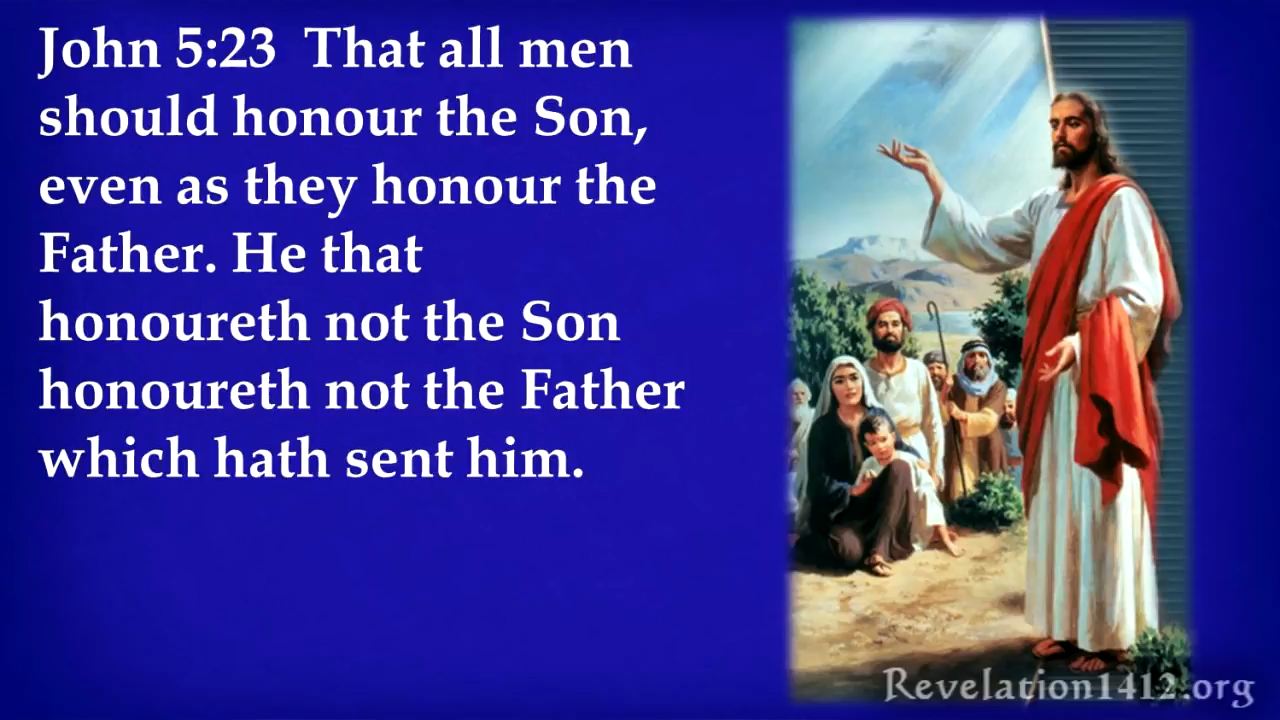 John 5:23  That all men
should honour the Son,
even as they honour the
Father. He that
honoureth not the Son
honoureth not the Father
which hath sent him.
Revelation1412.org